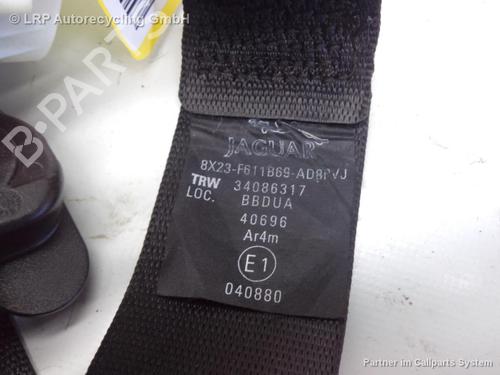 LRP Autorecycling GmbH
JAGUAR
8X23-F611B69-AD8PVJ
TRW 34086317
LOC. BBDUA
40696
Ar4m
E1
040880
Partner im Callparts System